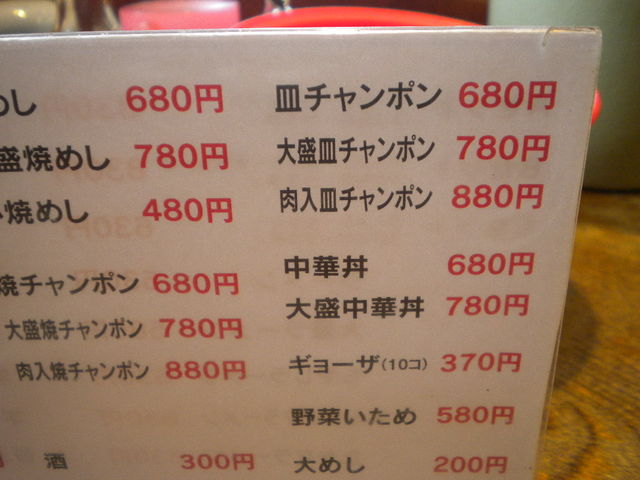 めし 680円
盛焼めし 780円
焼めし 480円
焼チャンポン 680円
大盛焼チャンポン 780円
肉入焼チャンポン 880円
酒 300円
皿チャンポン 680円
大盛皿チャンポン 780円
肉入皿チャンポン 880円
中華丼 680円
大盛中華丼 780円
ギョーザ(10コ) 370円
野菜いため 580円
大めし 200円